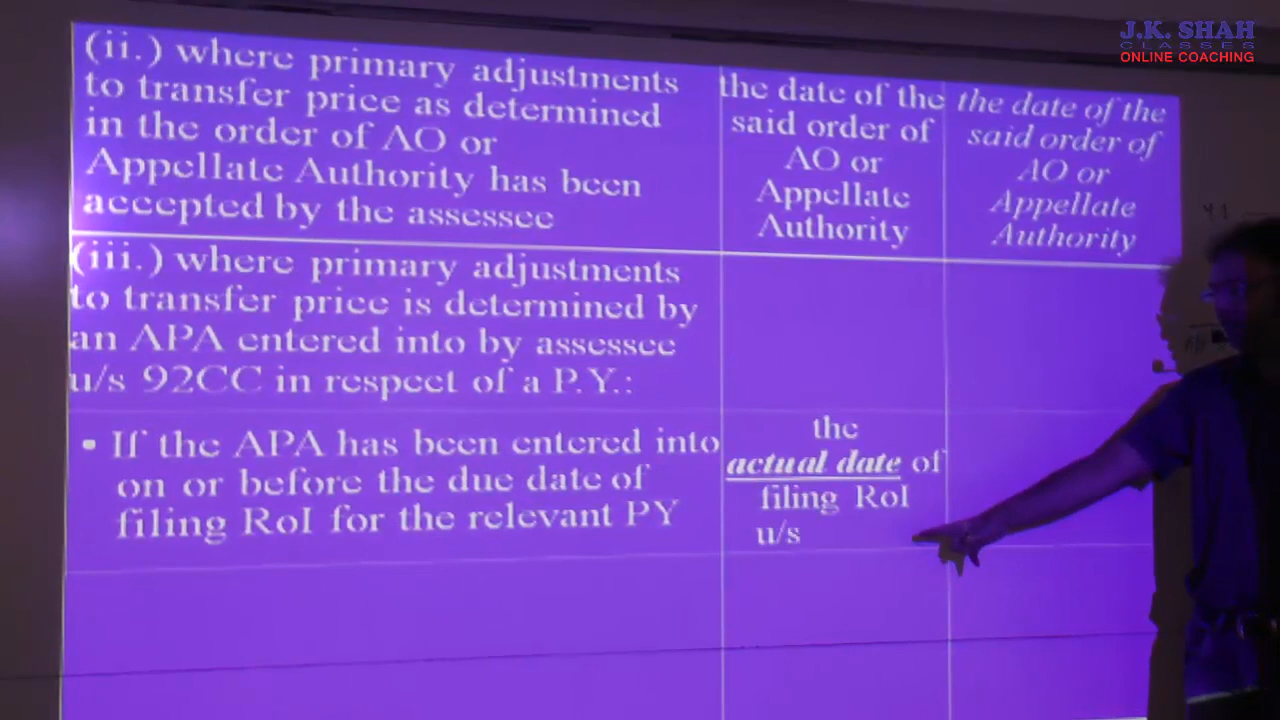 J.K. SHAH
CLASSES
ONLINE COACHING
(ii.) where primary adjustments
to transfer price as determined
in the order of AO or
Appellate Authority has been
accepted by the assessee
the date of the
said order of
AO or
Appellate
Authority
the date of the
said order of
AO or
Appellate
Authority
(iii.) where primary adjustments
to transfer price is determined by
an APA entered into by assessee
u/s 92CC in respect of a P.Y.:
▪ If the APA has been entered into
on or before the due date of
filing RoI for the relevant PY
the
actual date of
filing RoI
u/s